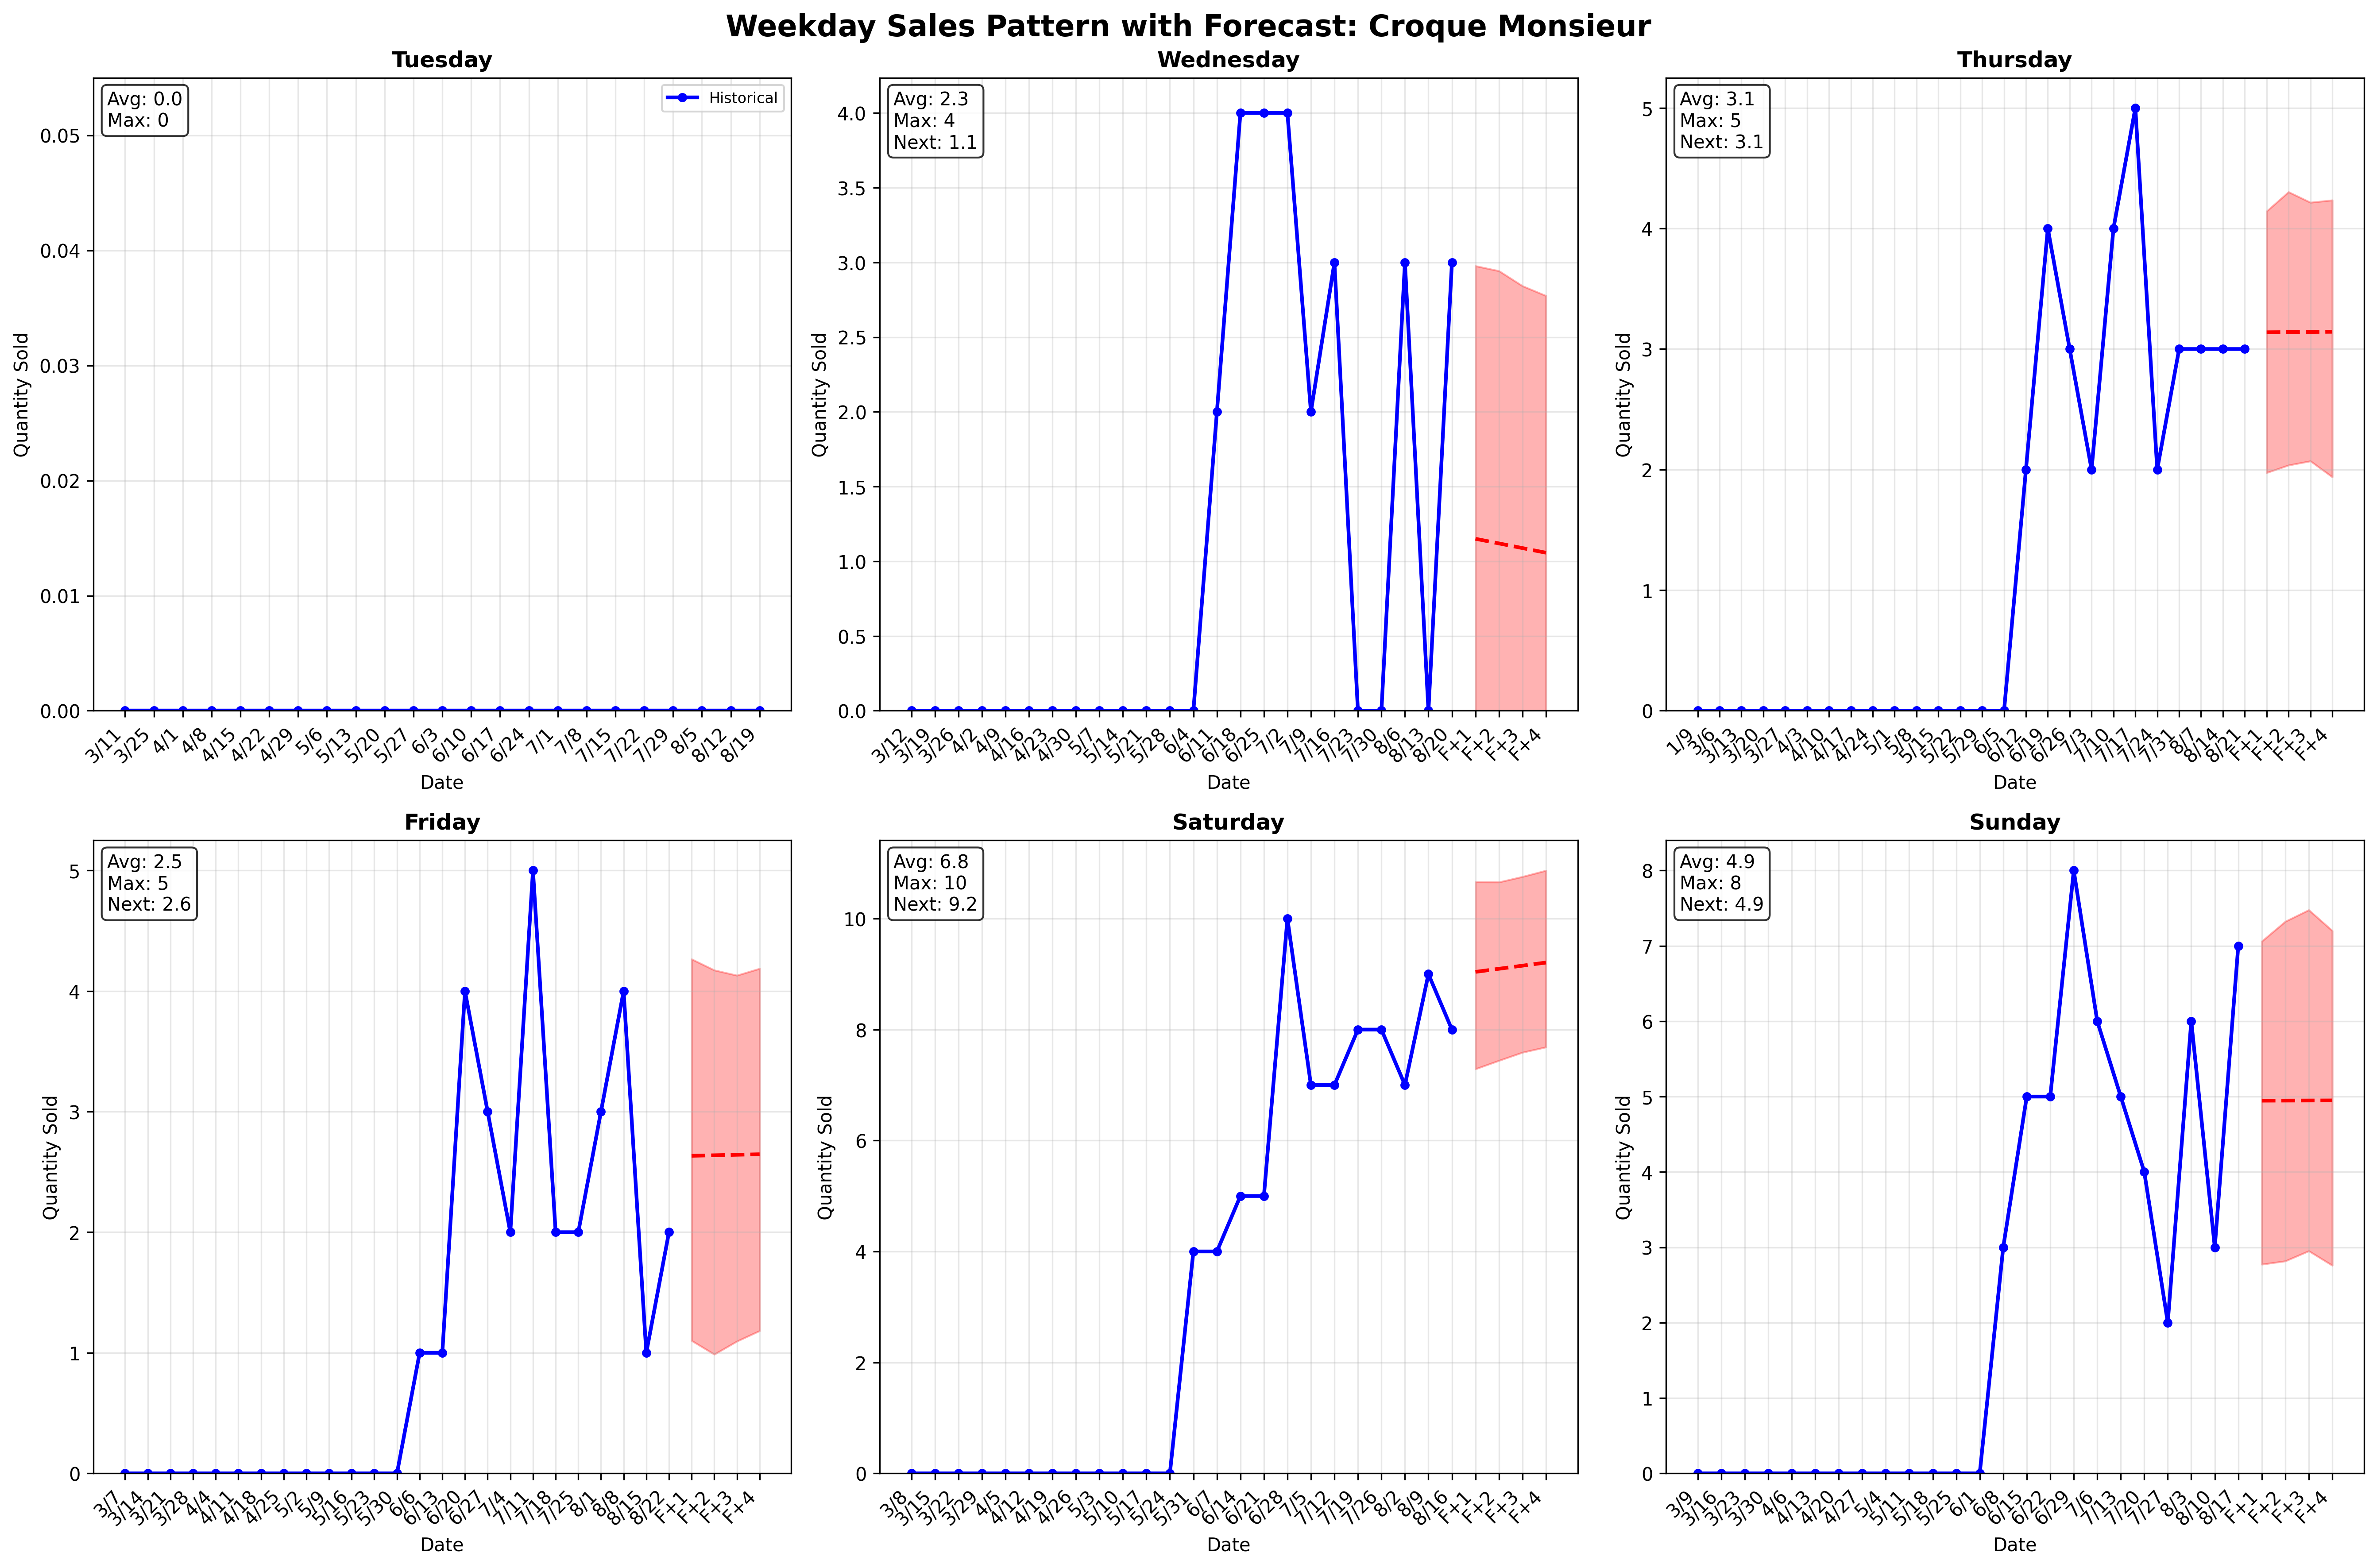 Weekday Sales Pattern with Forecast: Croque Monsieur
Tuesday
Avg: 0.0
Max: 0
Historical
0.05
0.04
0.03
0.02
0.01
0.00
Quantity Sold
3/11 3/25 4/1 4/8 4/15 4/22 4/29 5/6 5/13 5/20 5/27 6/3 6/10 6/17 6/24 7/1 7/8 7/15 7/22 7/29 8/5 8/12 8/19
Date
Wednesday
Avg: 2.3
Max: 4
Next: 1.1
4.0
3.5
3.0
2.5
2.0
1.5
1.0
0.5
0.0
Quantity Sold
3/12 3/19 3/26 4/2 4/9 4/16 4/23 4/30 5/7 5/14 5/21 5/28 6/4 6/11 6/18 6/25 7/2 7/9 7/16 7/23 7/30 8/6 8/13 8/20 F+1 F+2 F+3 F+4
Date
Thursday
Avg: 3.1
Max: 5
Next: 3.1
5
4
3
2
1
0
Quantity Sold
1/9 3/6 3/13 3/20 3/27 4/3 4/10 4/17 4/24 5/1 5/8 5/15 5/22 5/29 6/5 6/12 6/19 6/26 7/3 7/10 7/17 7/24 7/31 8/7 8/14 8/21 F+1 F+2 F+3 F+4
Date
Friday
Avg: 2.5
Max: 5
Next: 2.6
5
4
3
2
1
0
Quantity Sold
3/7 3/14 3/21 3/28 4/4 4/11 4/18 4/25 5/2 5/9 5/16 5/23 5/30 6/6 6/13 6/20 6/27 7/4 7/11 7/18 7/25 8/1 8/8 8/15 8/22 F+1 F+2 F+3 F+4
Date
Saturday
Avg: 6.8
Max: 10
Next: 9.2
10
8
6
4
2
0
Quantity Sold
3/8 3/15 3/22 3/29 4/5 4/12 4/19 4/26 5/3 5/10 5/17 5/24 5/31 6/7 6/14 6/21 6/28 7/5 7/12 7/19 7/26 8/2 8/9 8/16 F+1 F+2 F+3 F+4
Date
Sunday
Avg: 4.9
Max: 8
Next: 4.9
8
7
6
5
4
3
2
1
0
Quantity Sold
3/9 3/16 3/23 3/30 4/6 4/13 4/20 4/27 5/4 5/11 5/18 5/25 6/1 6/8 6/15 6/22 6/29 7/6 7/13 7/20 7/27 8/3 8/10 8/17 F+1 F+2 F+3 F+4
Date